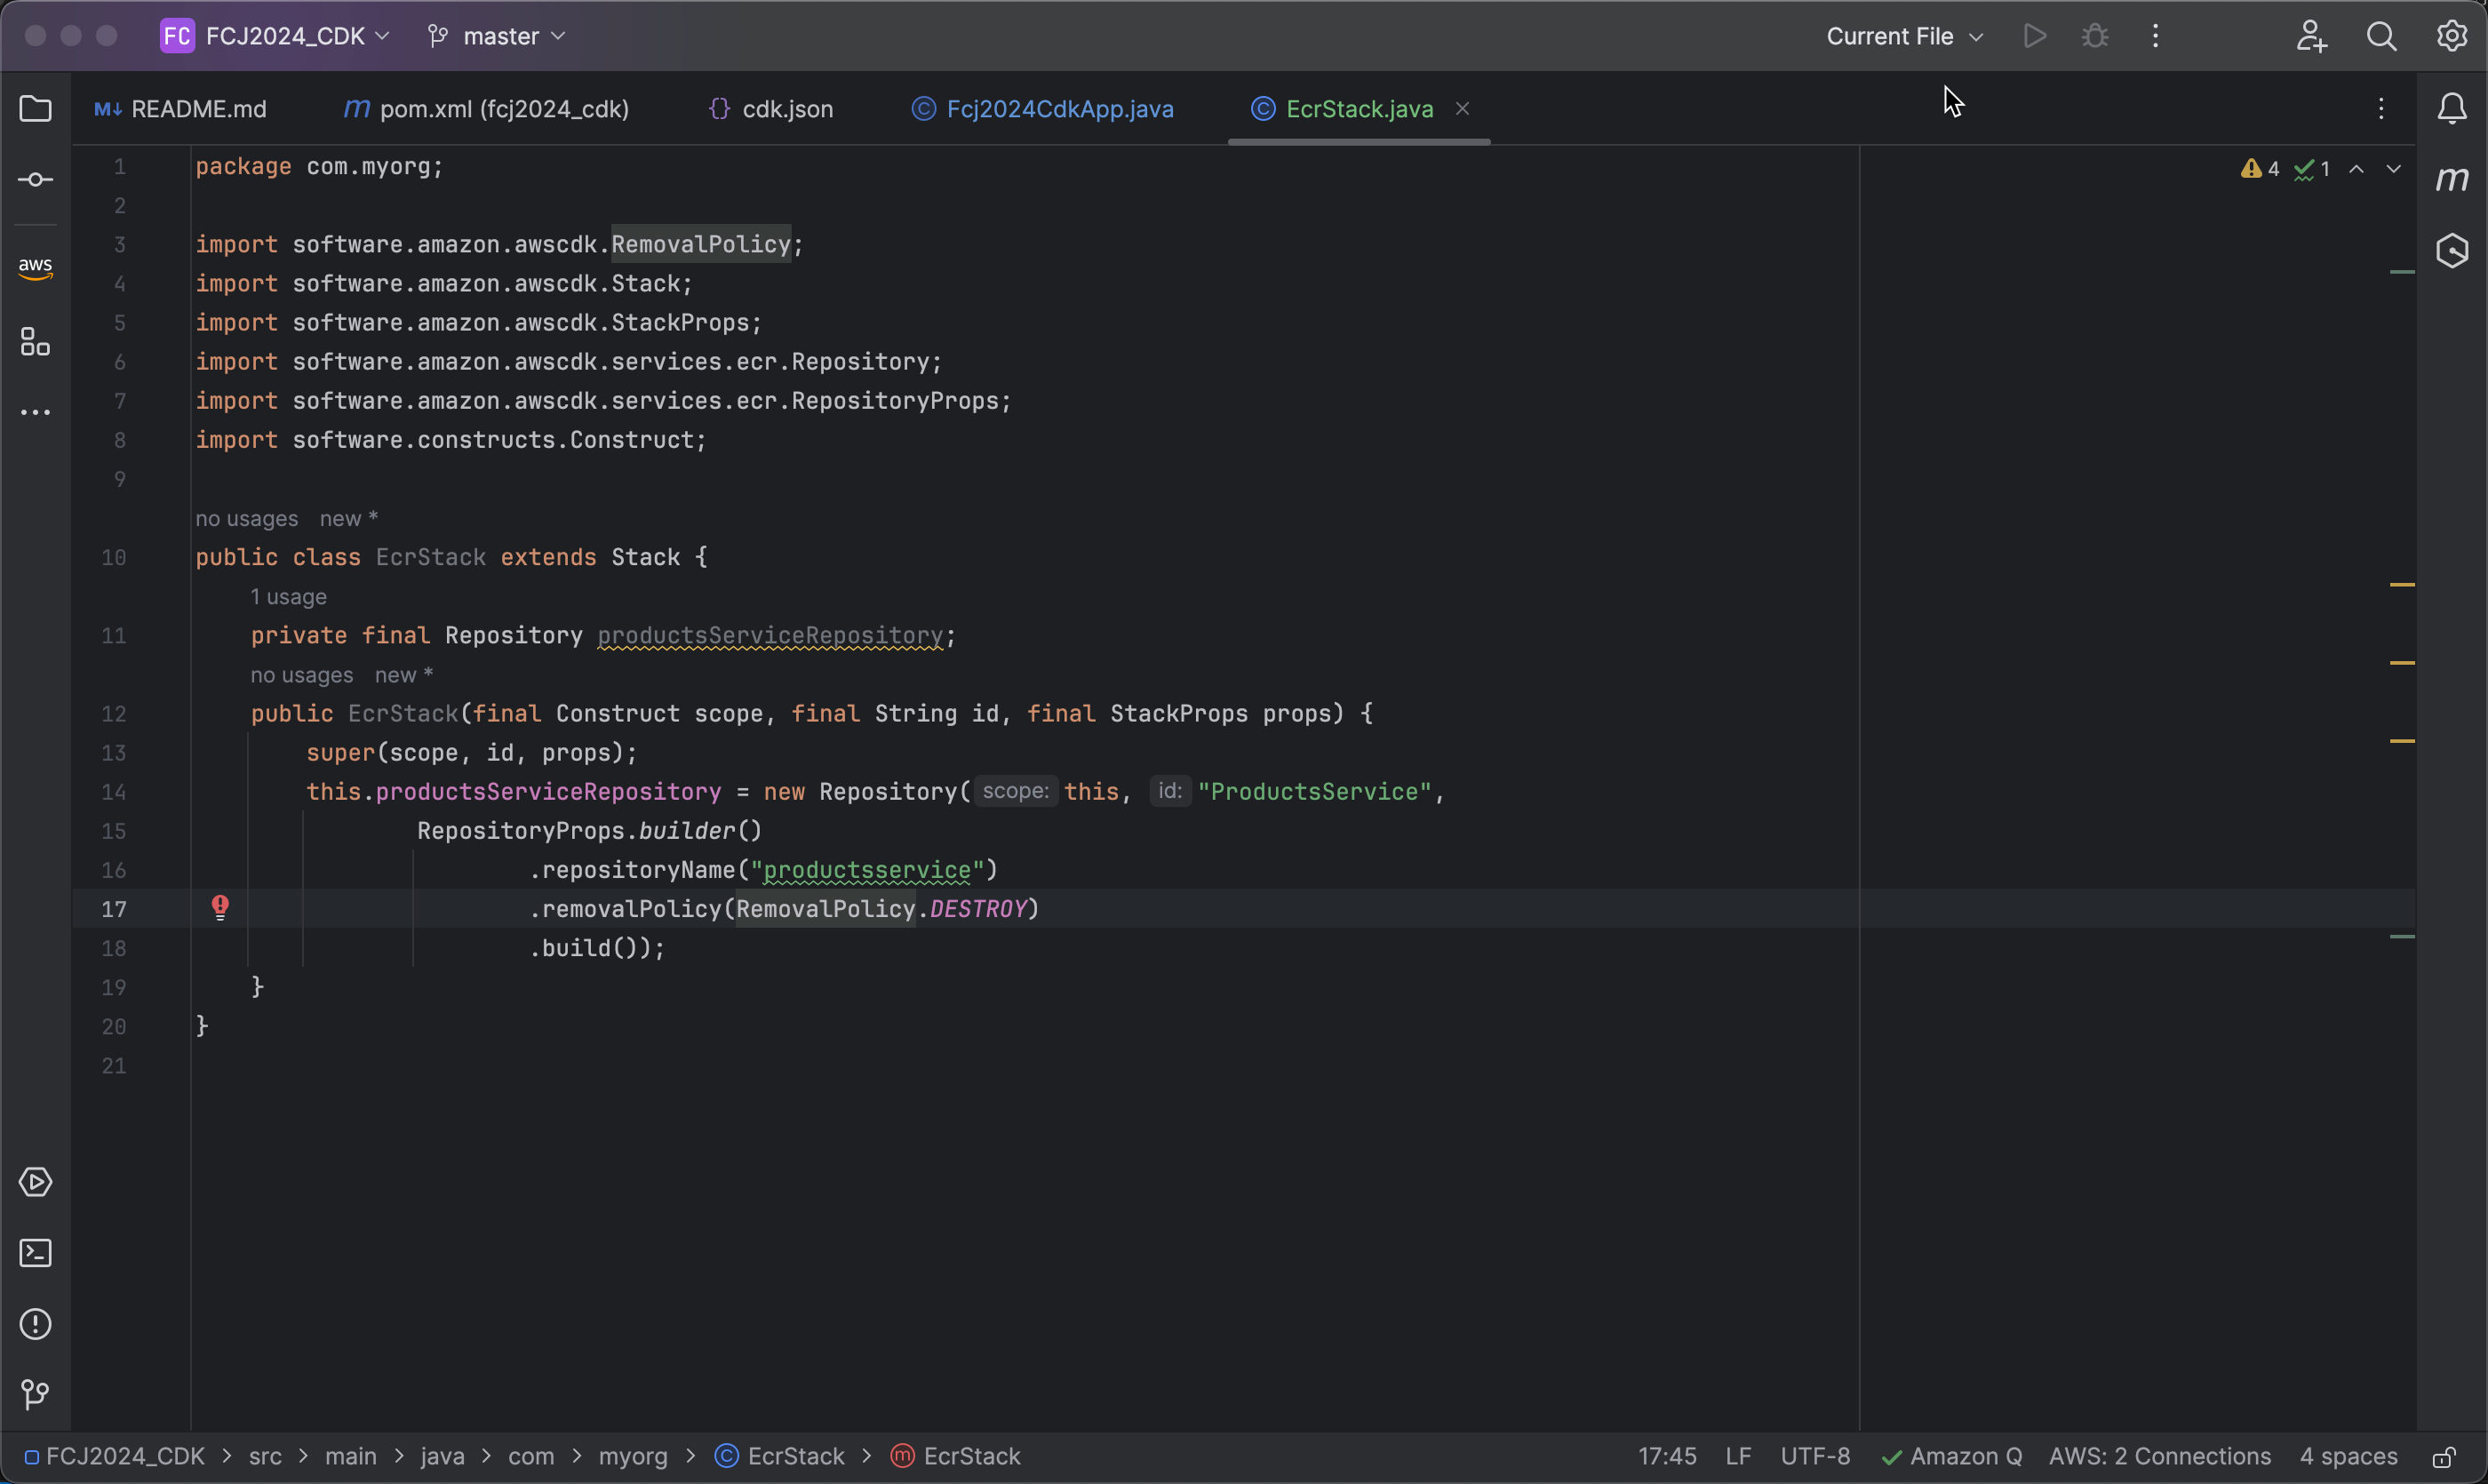 FC FCJ2024_CDK master Current File
README.md pom.xml (fcj2024_cdk) {} cdk.json Fcj2024CdkApp.java EcrStack.java
4 1
aws
1 package com.myorg;
2
3 import software.amazon.awscdk.RemovalPolicy;
4 import software.amazon.awscdk.Stack;
5 import software.amazon.awscdk.StackProps;
6 import software.amazon.awscdk.services.ecr.Repository;
7 import software.amazon.awscdk.services.ecr.RepositoryProps;
8 import software.constructs.Construct;
9
no usages new *
10 public class EcrStack extends Stack {
1 usage
11 private final Repository productsServiceRepository;
no usages new *
12 public EcrStack(final Construct scope, final String id, final StackProps props) {
13 super(scope, id, props);
14 this.productsServiceRepository = new Repository( scope: this, id: "ProductsService",
15 RepositoryProps.builder()
16 .repositoryName("productsservice")
17 .removalPolicy(RemovalPolicy.DESTROY)
18 .build());
19 }
20 }
21
FCJ2024_CDK > src > main > java > com > myorg > EcrStack > EcrStack 17:45 LF UTF-8 Amazon Q AWS: 2 Connections 4 spaces